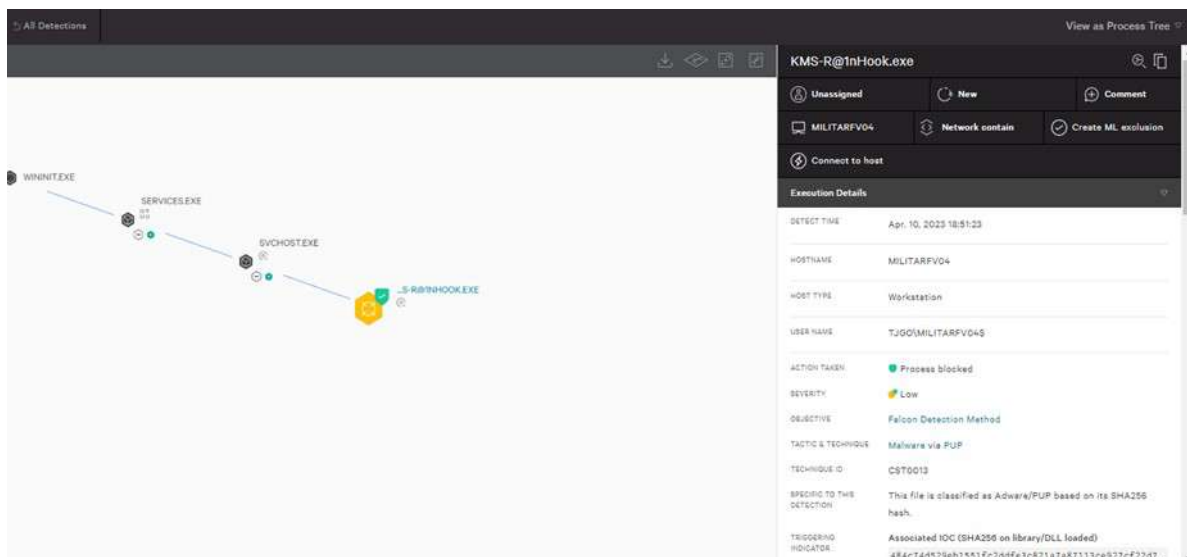 All Detections
View as Process Tree
WININIT.EXE
SERVICES.EXE
SVCHOST.EXE
...S-R@1NHOOK.EXE
KMS-R@1nHook.exe
Unassigned
New
Comment
MILITARFV04
Network contain
Create ML exclusion
Connect to host
Execution Details
DETECT TIME
Apr. 10, 2023 18:51:23
HOSTNAME
MILITARFV04
HOST TYPE
Workstation
USER NAME
TJGO\MILITARFV04$
ACTION TAKEN
Process blocked
SEVERITY
Low
OBJECTIVE
Falcon Detection Method
TACTIC & TECHNIQUE
Malware via PUP
TECHNIQUE ID
CST0013
SPECIFIC TO THIS
DETECTION
This file is classified as Adware/PUP based on its SHA256
hash.
TRIGGERING
INDICATOR
Associated IOC (SHA256 on library/DLL loaded)